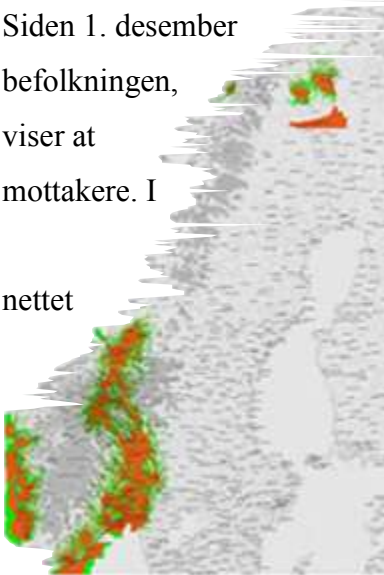 Siden 1. desember
befolkningen,
viser at
mottakere. I
nettet